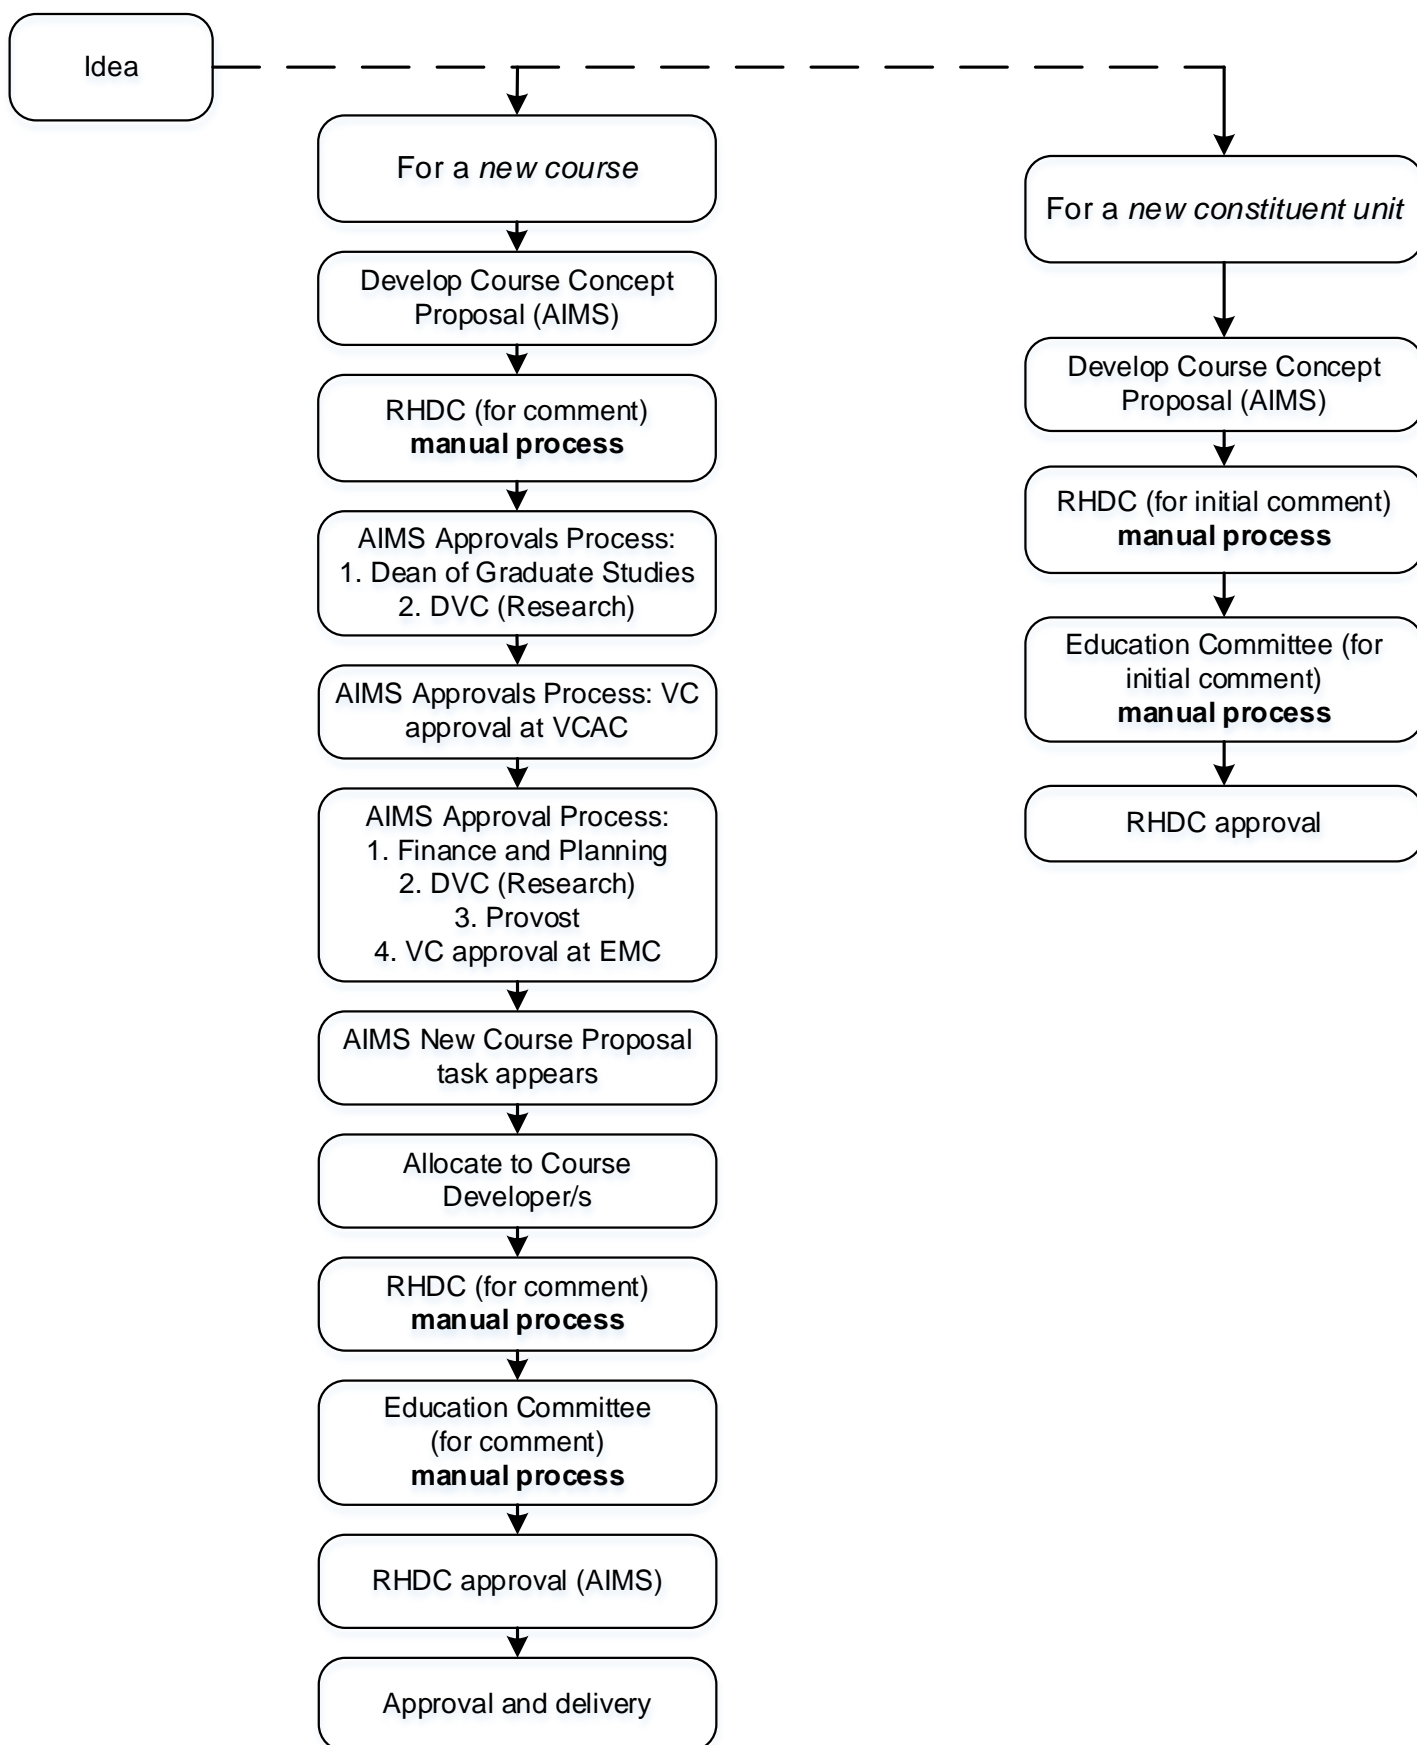 Idea
For a new course
Develop Course Concept
Proposal (AIMS)
RHDC (for comment)
manual process
AIMS Approvals Process:
1. Dean of Graduate Studies
2. DVC (Research)
AIMS Approvals Process: VC
approval at VCAC
AIMS Approval Process:
1. Finance and Planning
2. DVC (Research)
3. Provost
4. VC approval at EMC
AIMS New Course Proposal
task appears
Allocate to Course
Developer/s
RHDC (for comment)
manual process
Education Committee
(for comment)
manual process
RHDC approval (AIMS)
Approval and delivery
For a new constituent unit
Develop Course Concept
Proposal (AIMS)
RHDC (for initial comment)
manual process
Education Committee (for
initial comment)
manual process
RHDC approval